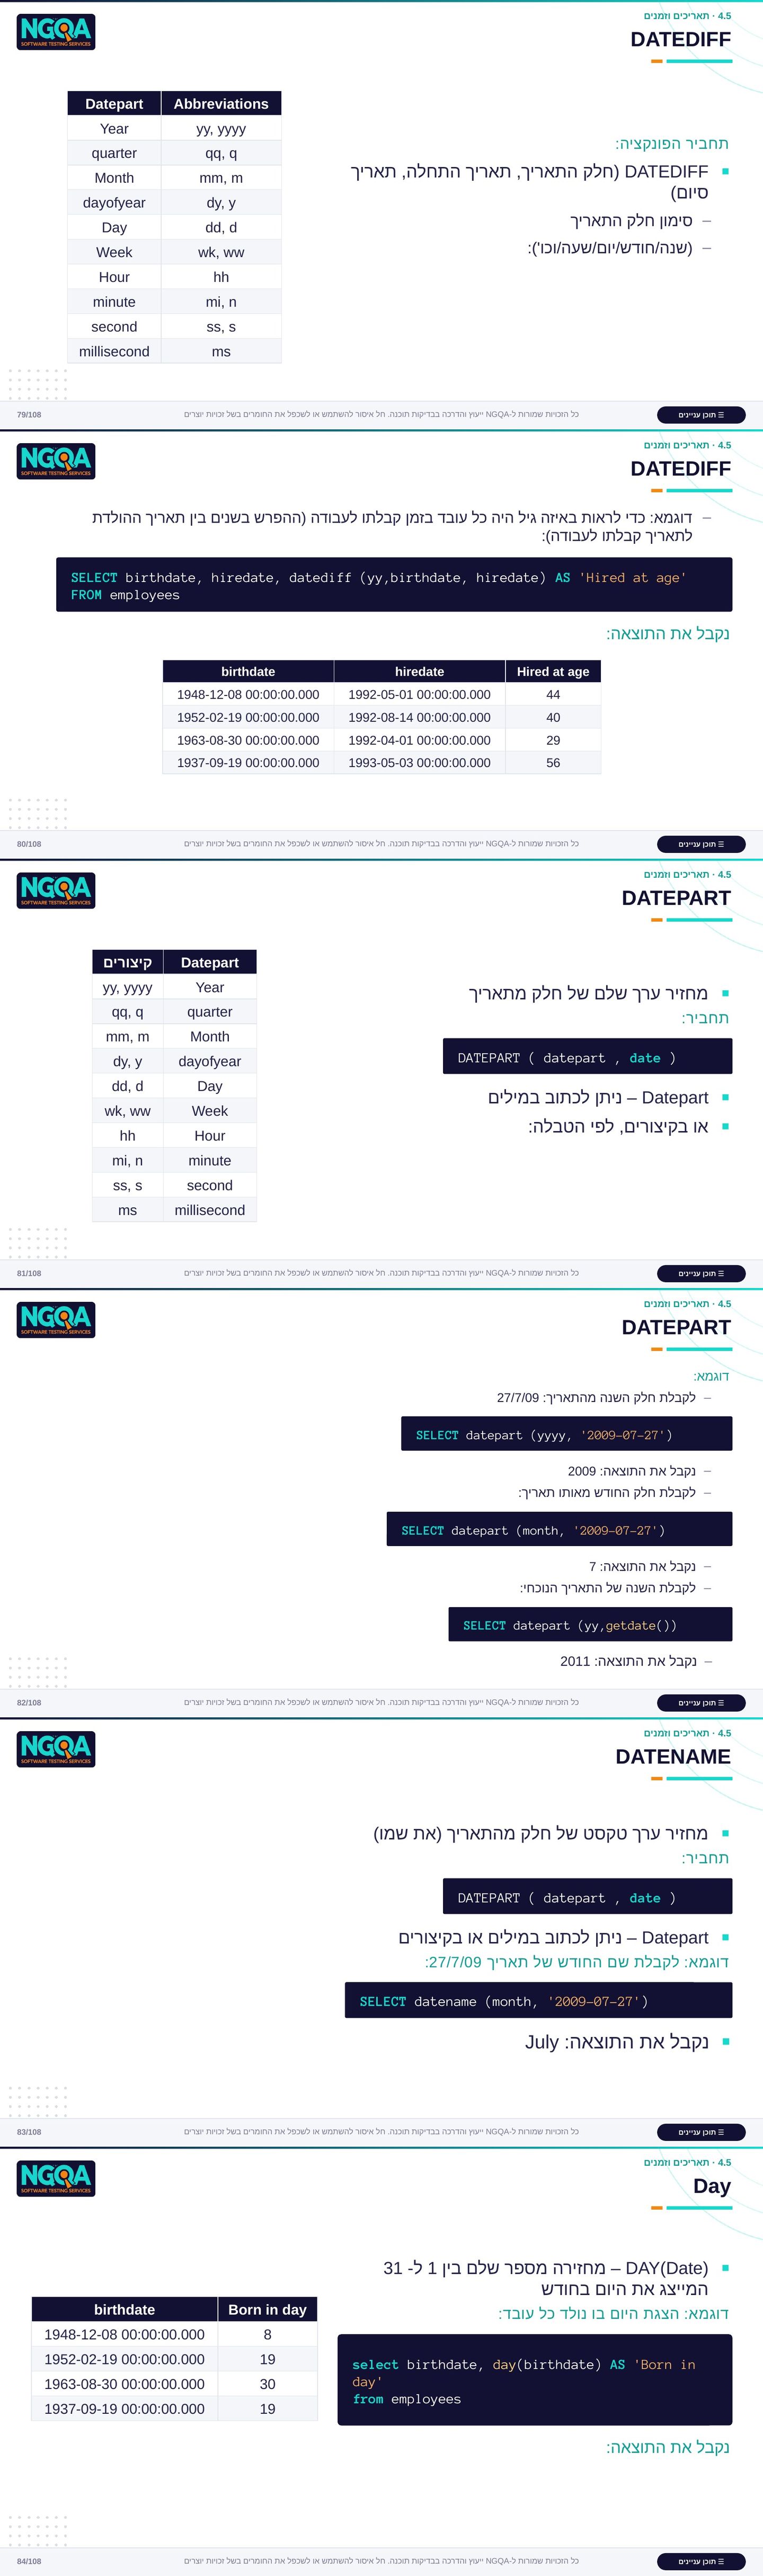 NGQA
SOFTWARE TESTING SERVICES
4.5 · תאריכים וזמנים
DATEDIFF
תחביר הפונקציה:
DATEDIFF (חלק התאריך, תאריך התחלה, תאריך
סיום)
– סימון חלק התאריך
– (שנה/חודש/יום/שעה/וכו'):
Datepart Abbreviations
Year yy, yyyy
quarter qq, q
Month mm, m
dayofyear dy, y
Day dd, d
Week wk, ww
Hour hh
minute mi, n
second ss, s
millisecond ms
☰ תוכן עניינים
כל הזכויות שמורות ל-NGQA ייעוץ והדרכה בבדיקות תוכנה. חל איסור להשתמש או לשכפל את החומרים בשל זכויות יוצרים
79/108
NGQA
SOFTWARE TESTING SERVICES
4.5 · תאריכים וזמנים
DATEDIFF
– דוגמא: כדי לראות באיזה גיל היה כל עובד בזמן קבלתו לעבודה (ההפרש בשנים בין תאריך ההולדת
לתאריך קבלתו לעבודה):
SELECT birthdate, hiredate, datediff (yy,birthdate, hiredate) AS 'Hired at age'
FROM employees
נקבל את התוצאה:
birthdate hiredate Hired at age
1948-12-08 00:00:00.000 1992-05-01 00:00:00.000 44
1952-02-19 00:00:00.000 1992-08-14 00:00:00.000 40
1963-08-30 00:00:00.000 1992-04-01 00:00:00.000 29
1937-09-19 00:00:00.000 1993-05-03 00:00:00.000 56
☰ תוכן עניינים
כל הזכויות שמורות ל-NGQA ייעוץ והדרכה בבדיקות תוכנה. חל איסור להשתמש או לשכפל את החומרים בשל זכויות יוצרים
80/108
NGQA
SOFTWARE TESTING SERVICES
4.5 · תאריכים וזמנים
DATEPART
מחזיר ערך שלם של חלק מתאריך
תחביר:
DATEPART ( datepart , date )
Datepart – ניתן לכתוב במילים
או בקיצורים, לפי הטבלה:
קיצורים Datepart
yy, yyyy Year
qq, q quarter
mm, m Month
dy, y dayofyear
dd, d Day
wk, ww Week
hh Hour
mi, n minute
ss, s second
ms millisecond
☰ תוכן עניינים
כל הזכויות שמורות ל-NGQA ייעוץ והדרכה בבדיקות תוכנה. חל איסור להשתמש או לשכפל את החומרים בשל זכויות יוצרים
81/108
NGQA
SOFTWARE TESTING SERVICES
4.5 · תאריכים וזמנים
DATEPART
דוגמא:
– לקבלת חלק השנה מהתאריך: 27/7/09
SELECT datepart (yyyy, '2009-07-27')
– נקבל את התוצאה: 2009
– לקבלת חלק החודש מאותו תאריך:
SELECT datepart (month, '2009-07-27')
– נקבל את התוצאה: 7
– לקבלת השנה של התאריך הנוכחי:
SELECT datepart (yy,getdate())
– נקבל את התוצאה: 2011
☰ תוכן עניינים
כל הזכויות שמורות ל-NGQA ייעוץ והדרכה בבדיקות תוכנה. חל איסור להשתמש או לשכפל את החומרים בשל זכויות יוצרים
82/108
NGQA
SOFTWARE TESTING SERVICES
4.5 · תאריכים וזמנים
DATENAME
מחזיר ערך טקסט של חלק מהתאריך (את שמו)
תחביר:
DATEPART ( datepart , date )
Datepart – ניתן לכתוב במילים או בקיצורים
דוגמא: לקבלת שם החודש של תאריך 27/7/09:
SELECT datename (month, '2009-07-27')
נקבל את התוצאה: July
☰ תוכן עניינים
כל הזכויות שמורות ל-NGQA ייעוץ והדרכה בבדיקות תוכנה. חל איסור להשתמש או לשכפל את החומרים בשל זכויות יוצרים
83/108
NGQA
SOFTWARE TESTING SERVICES
4.5 · תאריכים וזמנים
Day
DAY(Date) – מחזירה מספר שלם בין 1 ל- 31
המייצג את היום בחודש
דוגמא: הצגת היום בו נולד כל עובד:
select birthdate, day(birthdate) AS 'Born in
day'
from employees
נקבל את התוצאה:
birthdate Born in day
1948-12-08 00:00:00.000 8
1952-02-19 00:00:00.000 19
1963-08-30 00:00:00.000 30
1937-09-19 00:00:00.000 19
☰ תוכן עניינים
כל הזכויות שמורות ל-NGQA ייעוץ והדרכה בבדיקות תוכנה. חל איסור להשתמש או לשכפל את החומרים בשל זכויות יוצרים
84/108